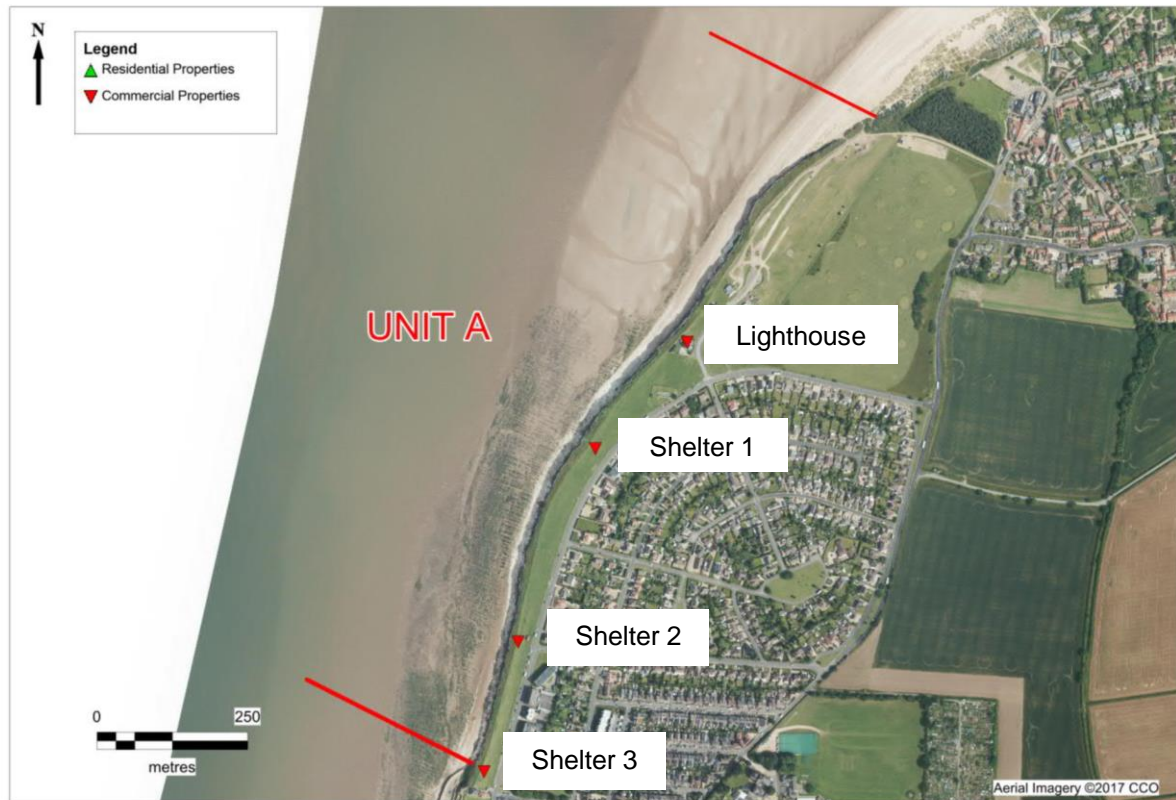 N
Legend
Residential Properties
Commercial Properties
UNIT A
Lighthouse
Shelter 1
Shelter 2
Shelter 3
0 250
metres
Aerial Imagery ©2017 CCO